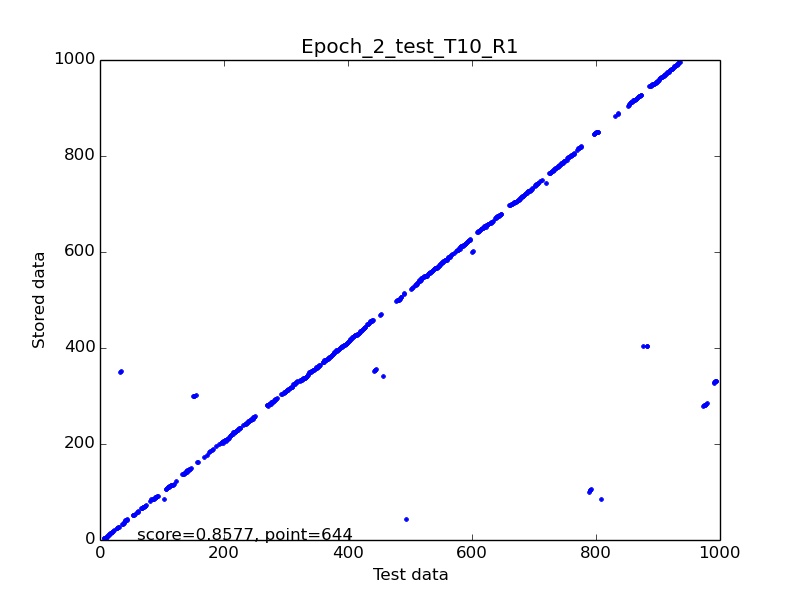 Epoch_2_test_T10_R1
1000
800
Stored data
600
400
200
0
score=0.8577, point=644
0 200 400 600 800 1000
Test data